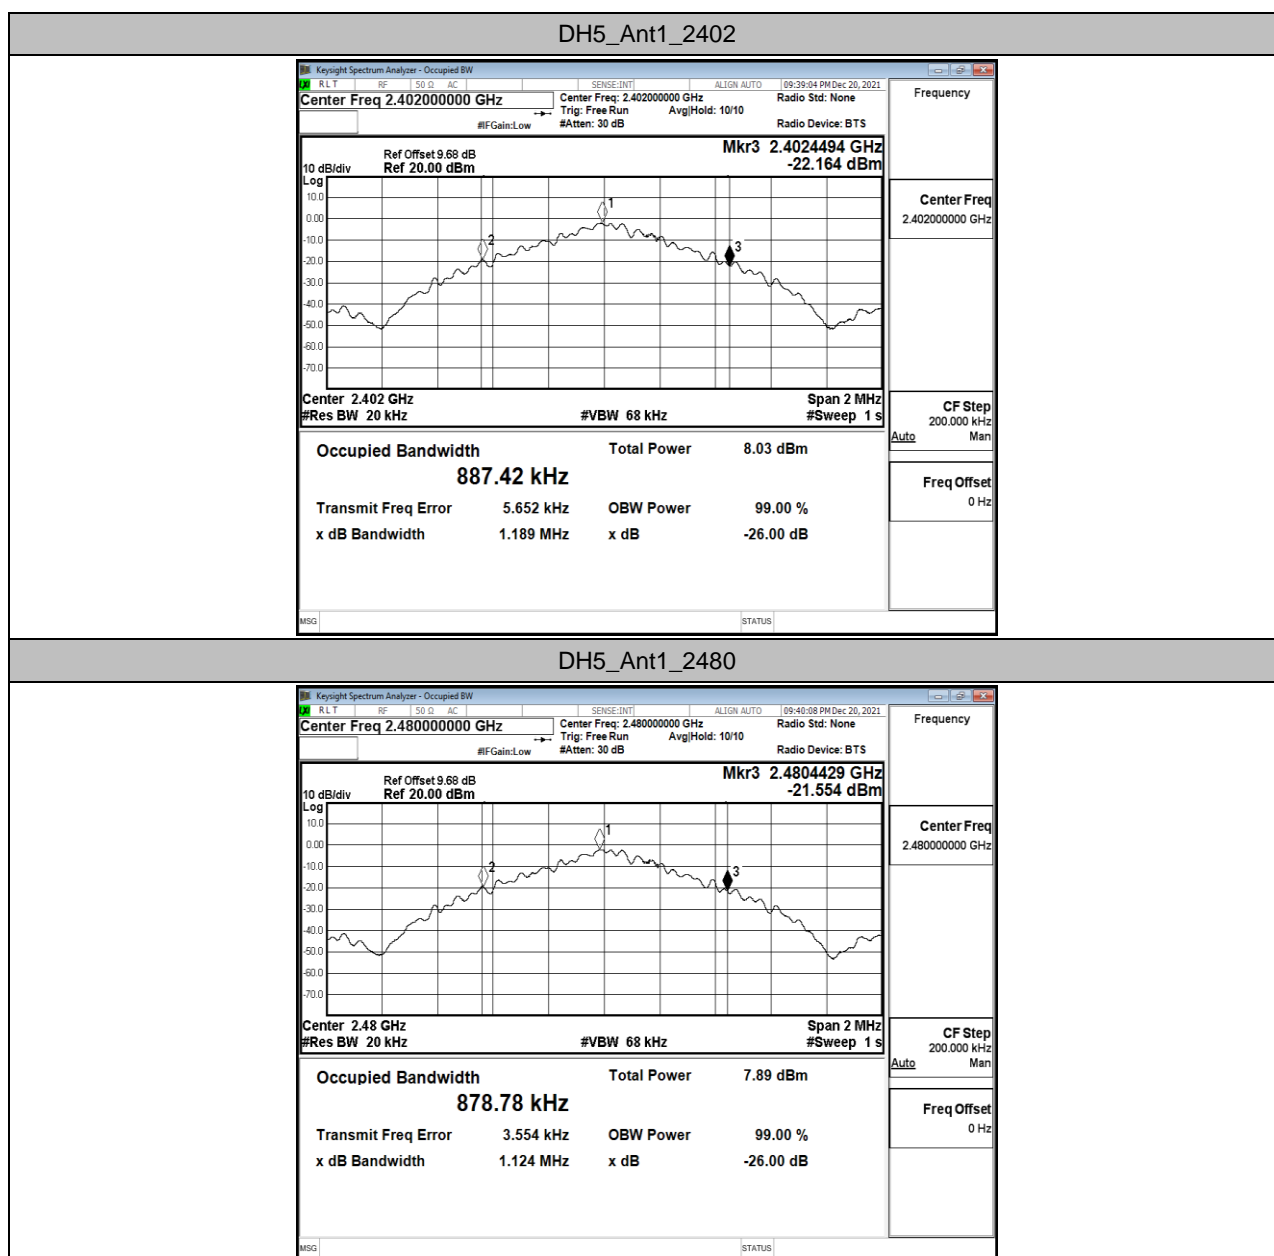 DH5_Ant1_2402
Keysight Spectrum Analyzer - Occupied BW
RLT RF 50 Ω AC SENSE:INT ALIGN AUTO 09:39:04 PM Dec 20, 2021
Center Freq 2.402000000 GHz
Center Freq: 2.402000000 GHz Radio Std: None
Trig: Free Run Avg|Hold: 10/10
#IFGain:Low #Atten: 30 dB Radio Device: BTS
Frequency
Mkr3 2.4024494 GHz
-22.164 dBm
Ref Offset 9.68 dB
10 dB/div Ref 20.00 dBm
Log
10.0
0.00
-10.0
-20.0
-30.0
-40.0
-50.0
-60.0
-70.0
1
2
3
Center 2.402 GHz Span 2 MHz
#Res BW 20 kHz #VBW 68 kHz #Sweep 1 s
Center Freq
2.402000000 GHz
CF Step
200.000 kHz
Auto Man
Freq Offset
0 Hz
Occupied Bandwidth Total Power 8.03 dBm
887.42 kHz
Transmit Freq Error 5.652 kHz OBW Power 99.00 %
x dB Bandwidth 1.189 MHz x dB -26.00 dB
MSG STATUS
DH5_Ant1_2480
Keysight Spectrum Analyzer - Occupied BW
RLT RF 50 Ω AC SENSE:INT ALIGN AUTO 09:40:08 PM Dec 20, 2021
Center Freq 2.480000000 GHz
Center Freq: 2.480000000 GHz Radio Std: None
Trig: Free Run Avg|Hold: 10/10
#IFGain:Low #Atten: 30 dB Radio Device: BTS
Frequency
Mkr3 2.4804429 GHz
-21.554 dBm
Ref Offset 9.68 dB
10 dB/div Ref 20.00 dBm
Log
10.0
0.00
-10.0
-20.0
-30.0
-40.0
-50.0
-60.0
-70.0
1
2
3
Center 2.48 GHz Span 2 MHz
#Res BW 20 kHz #VBW 68 kHz #Sweep 1 s
Center Freq
2.480000000 GHz
CF Step
200.000 kHz
Auto Man
Freq Offset
0 Hz
Occupied Bandwidth Total Power 7.89 dBm
878.78 kHz
Transmit Freq Error 3.554 kHz OBW Power 99.00 %
x dB Bandwidth 1.124 MHz x dB -26.00 dB
MSG STATUS